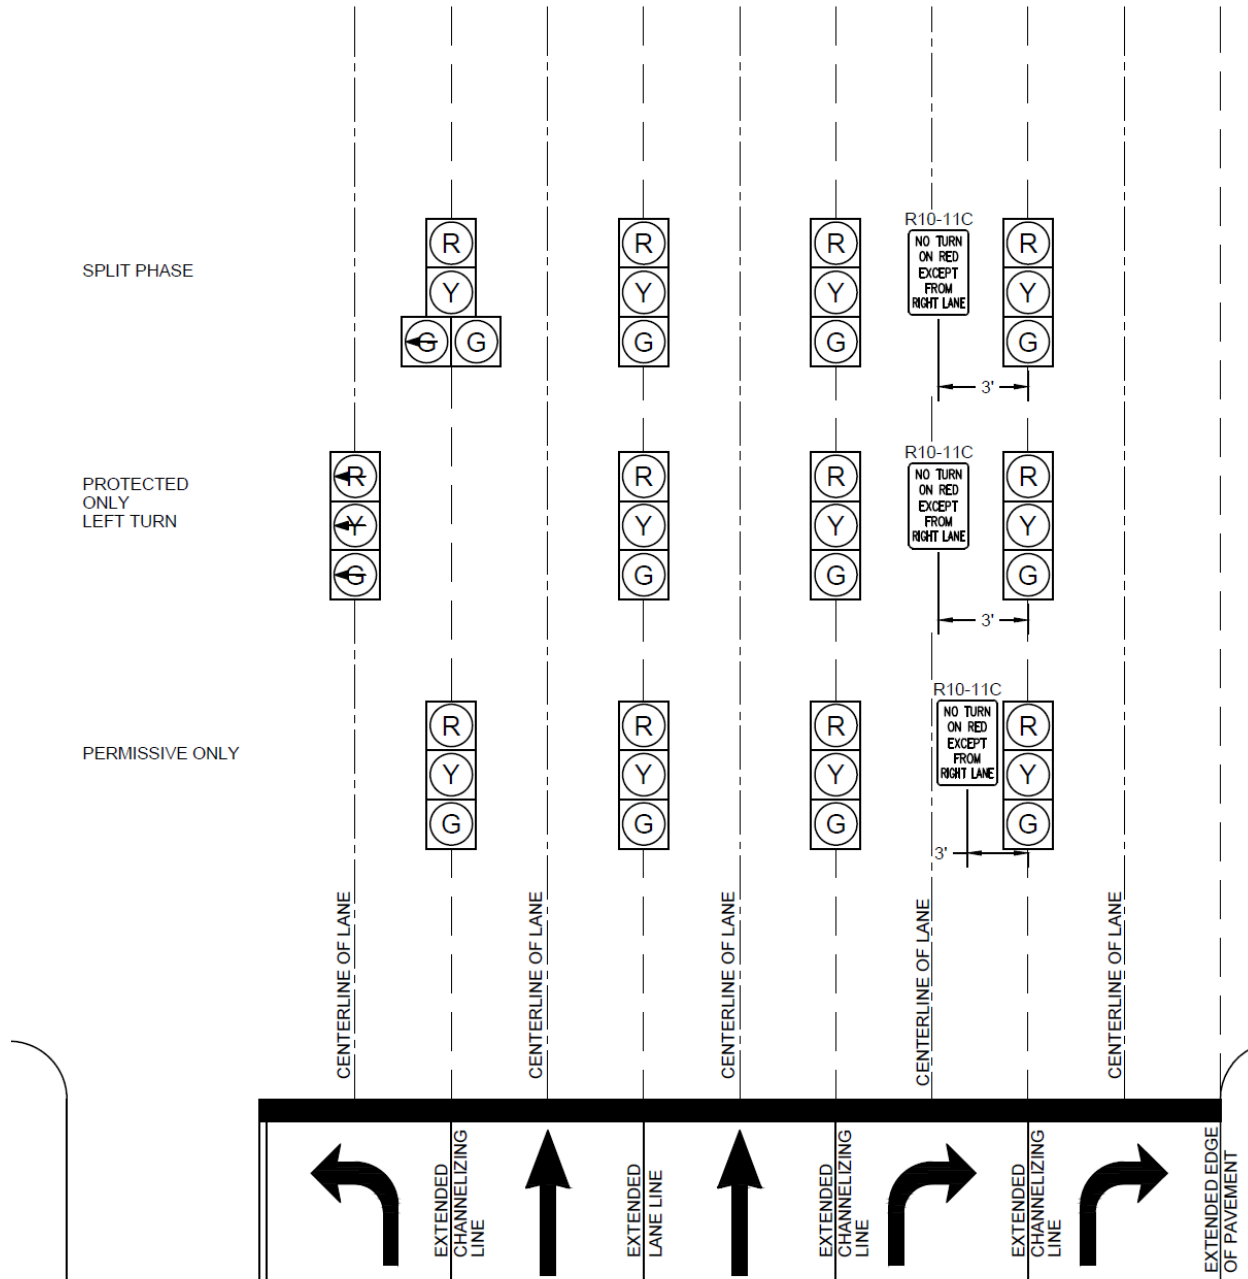 R10-11C
SPLIT PHASE
R
Y
G G
R
Y
G
R
Y
G
NO TURN
ON RED
EXCEPT
FROM
RIGHT LANE
R
Y
G
3'
R10-11C
PROTECTED
ONLY
LEFT TURN
R
Y
G
R
Y
G
R
Y
G
NO TURN
ON RED
EXCEPT
FROM
RIGHT LANE
R
Y
G
3'
R10-11C
PERMISSIVE ONLY
R
Y
G
R
Y
G
R
Y
G
NO TURN
ON RED
EXCEPT
FROM
RIGHT LANE
R
Y
G
3'
CENTERLINE OF LANE
CENTERLINE OF LANE
CENTERLINE OF LANE
CENTERLINE OF LANE
CENTERLINE OF LANE
EXTENDED
CHANNELIZING
LINE
EXTENDED
LANE LINE
EXTENDED
CHANNELIZING
LINE
EXTENDED
CHANNELIZING
LINE
EXTENDED EDGE
OF PAVEMENT